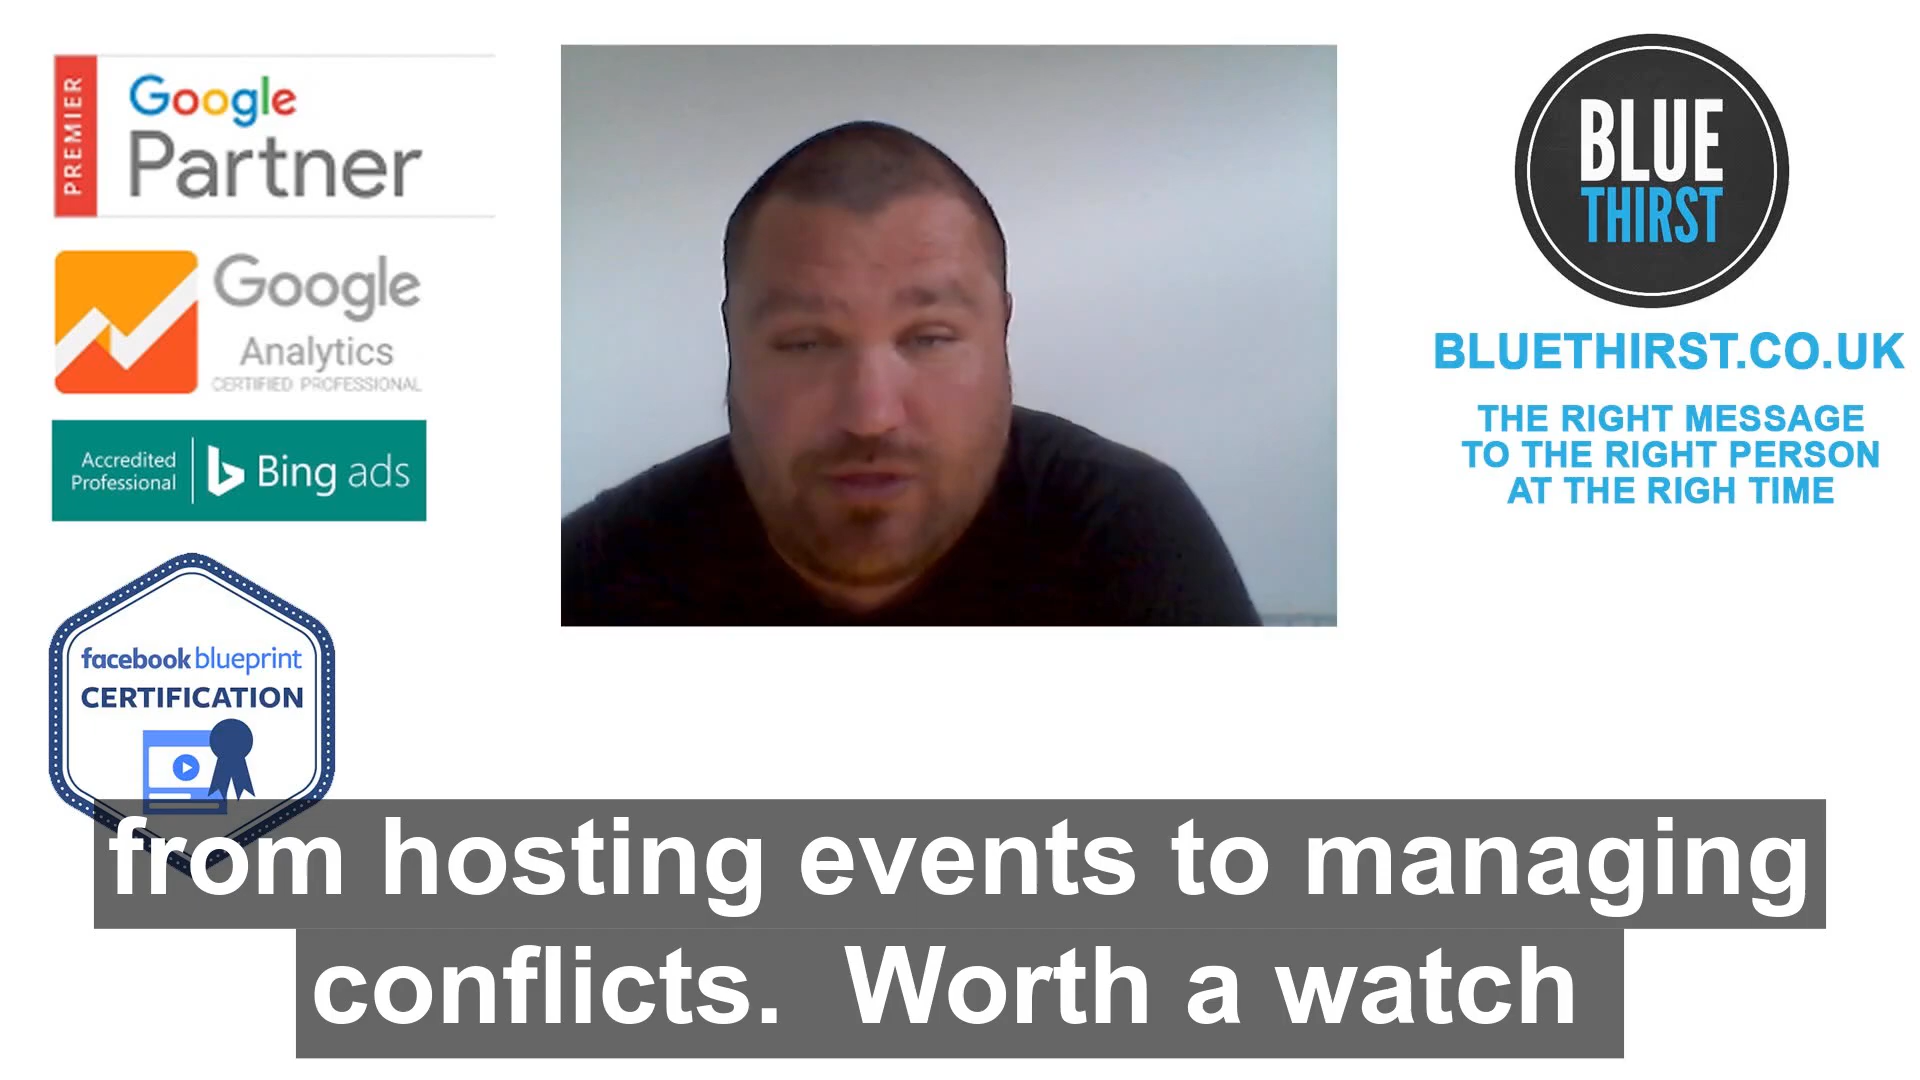 PREMIER
Google
Partner
Google
Analytics
CERTIFIED PROFESSIONAL
Accredited
Professional
Bing ads
facebook blueprint
CERTIFICATION
BLUE
THIRST
BLUETHIRST.CO.UK
THE RIGHT MESSAGE
TO THE RIGHT PERSON
AT THE RIGH TIME
from hosting events to managing
conflicts.  Worth a watch